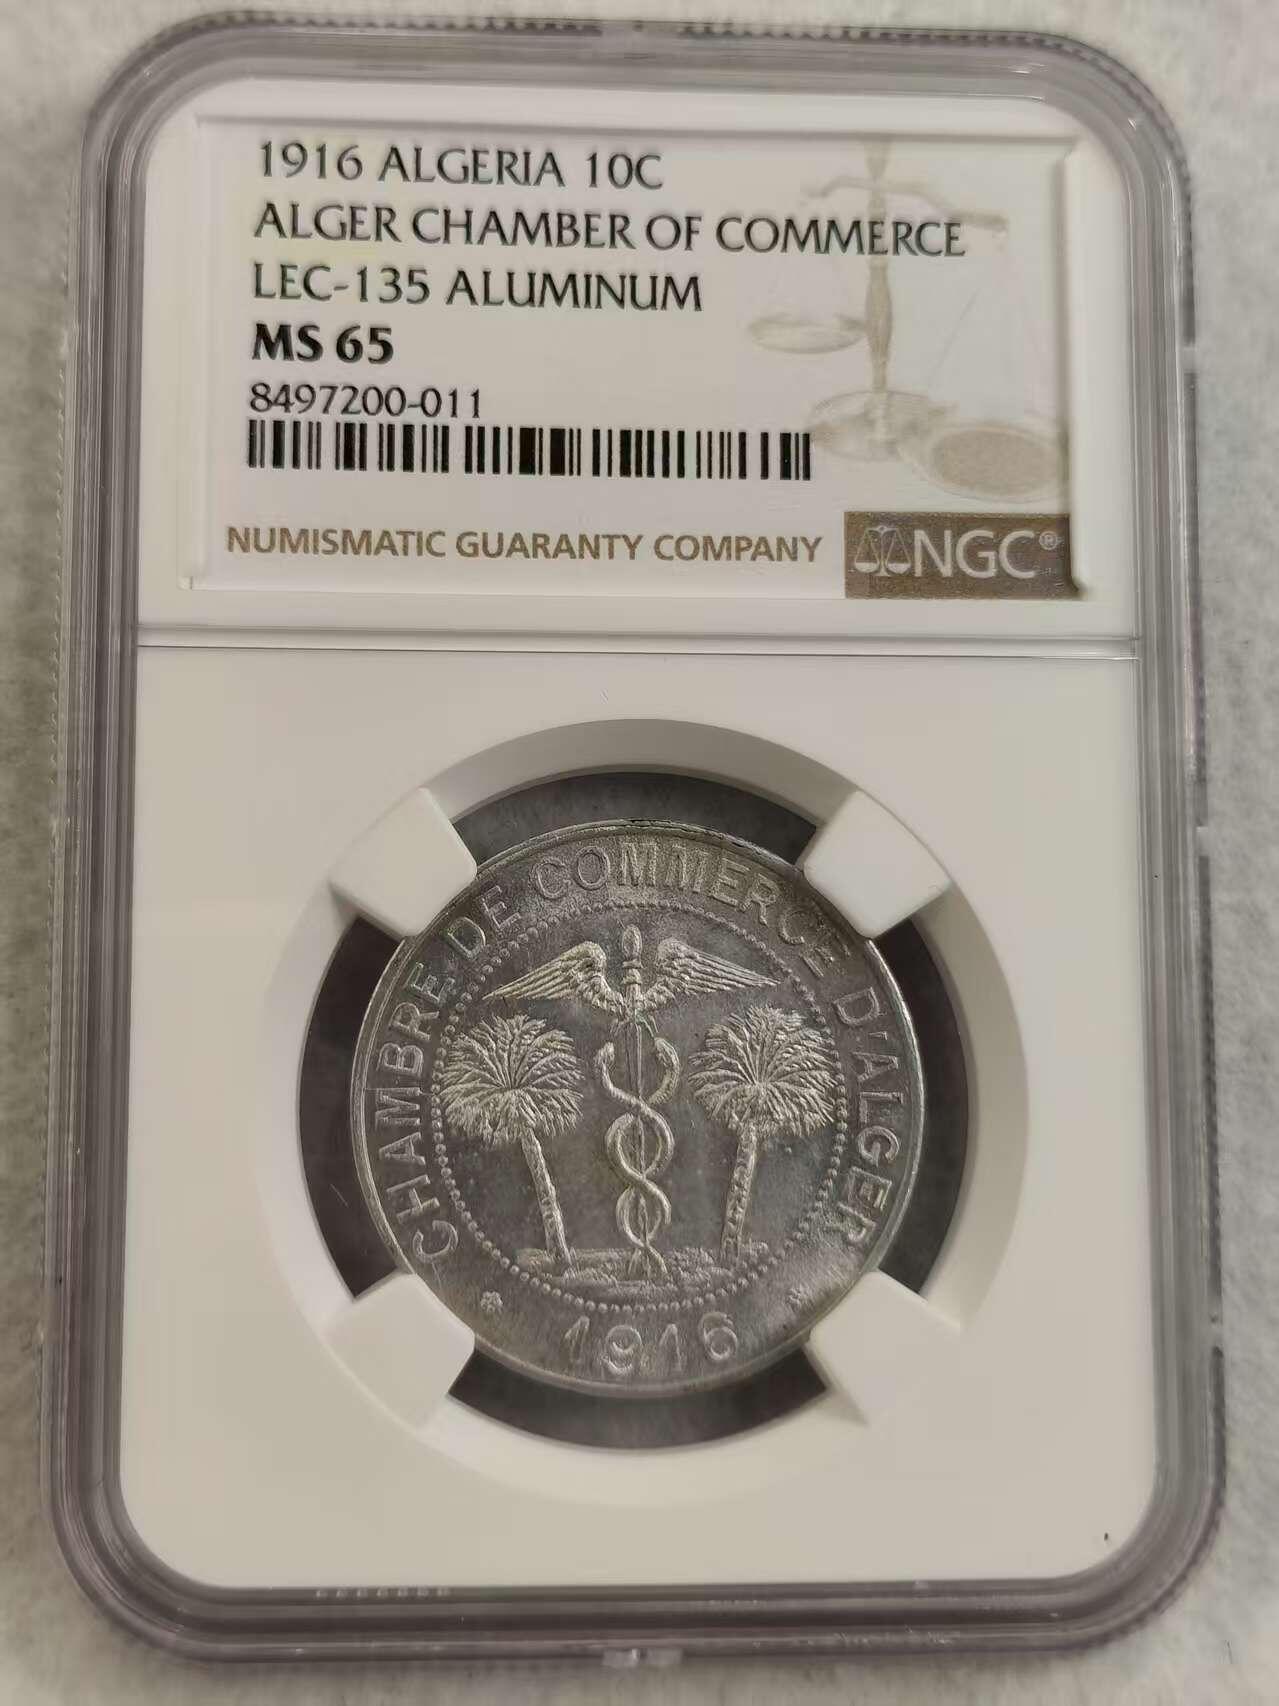 1916 ALGERIA 10C
ALGER CHAMBER OF COMMERCE
LEC-135 ALUMINUM
MS 65
8497200-011
NUMISMATIC GUARANTY COMPANY
NGC®
CHAMBRE DE COMMERCE D'ALGER
* 1916 *